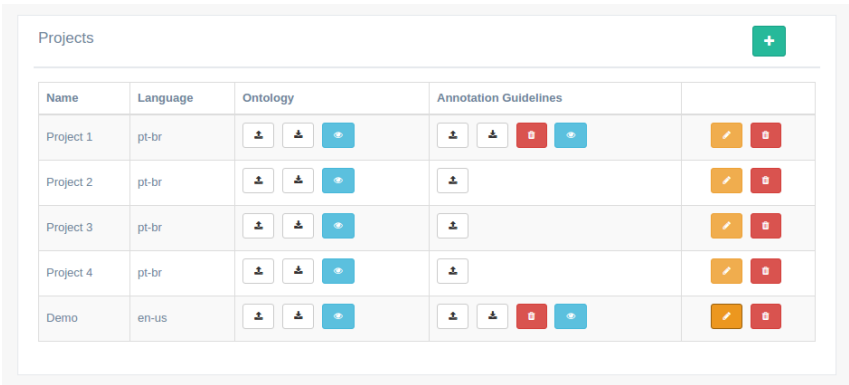 Projects
Name Language Ontology Annotation Guidelines
Project 1 pt-br
Project 2 pt-br
Project 3 pt-br
Project 4 pt-br
Demo en-us